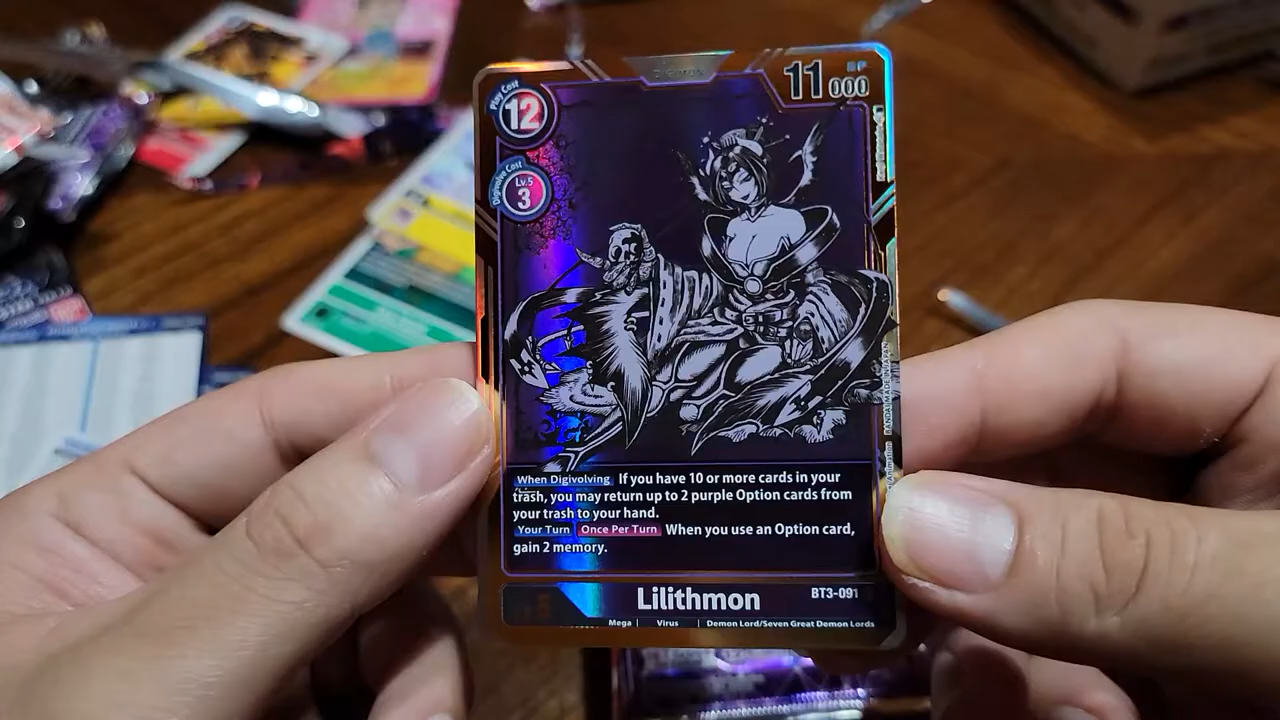 DIGIMON
Play Cost
12
11000
DP
Digivolve Cost
Lv.5
3
When Digivolving If you have 10 or more cards in your
trash, you may return up to 2 purple Option cards from
your trash to your hand.
Your Turn Once Per Turn When you use an Option card,
gain 2 memory.
Lilithmon
BT3-091
Mega | Virus | Demon Lord/Seven Great Demon Lords
BANDAI MADE IN JAPAN
Animation